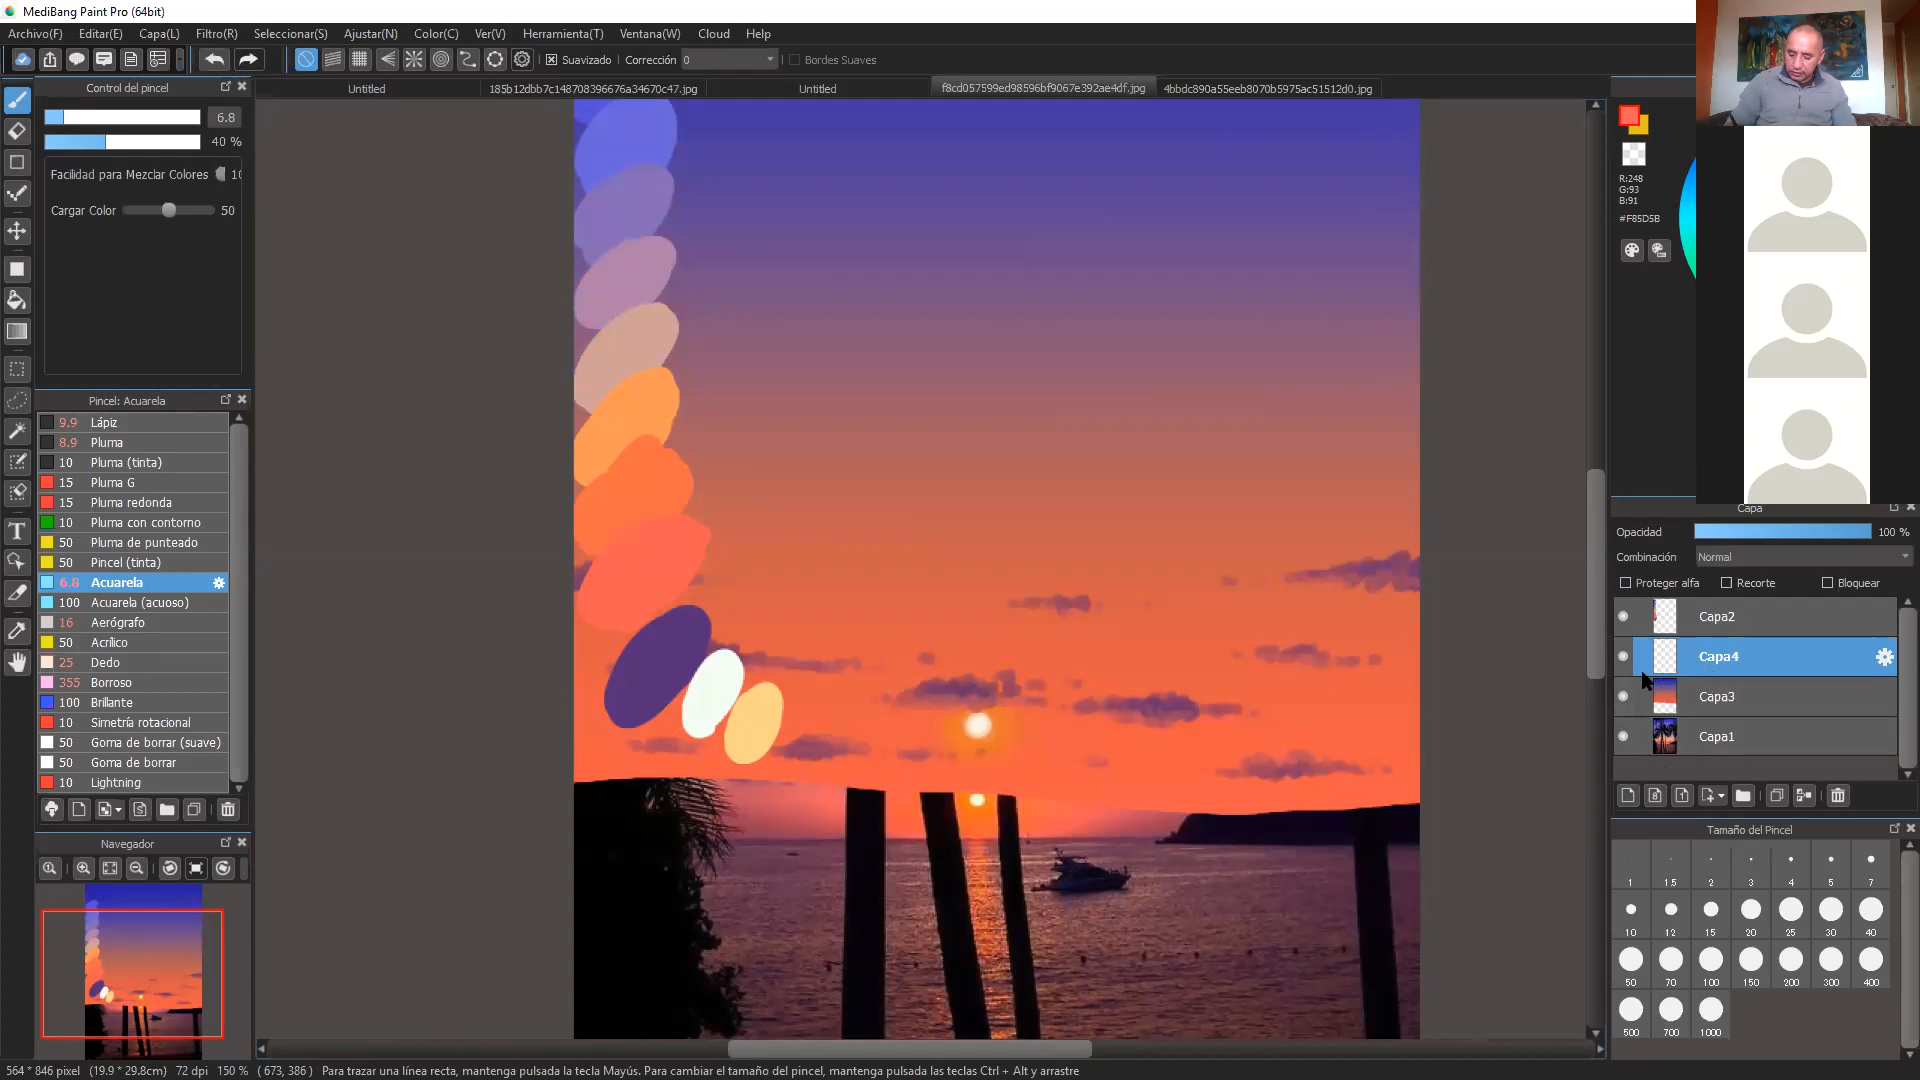 MediBang Paint Pro (64bit)
Archivo(F) Editar(E) Capa(L) Filtro(R) Seleccionar(S) Ajustar(N) Color(C) Ver(V) Herramienta(T) Ventana(W) Cloud Help
Suavizado Corrección 0 Bordes Suaves
Control del pincel
Untitled 185b12dbb7c148708396676a34670c47.jpg Untitled f8cd057599ed98596bf9067e392ae4df.jpg 4bbdc890a55eeb8070b5975ac51512d0.jpg
6.8
40 %
Facilidad para Mezclar Colores 10
Cargar Color 50
R:248
G:93
B:91
#F85D5B
Pincel: Acuarela
9.9 Lápiz
8.9 Pluma
10 Pluma (tinta)
15 Pluma G
15 Pluma redonda
10 Pluma con contorno
50 Pluma de punteado
50 Pincel (tinta)
6.8 Acuarela
100 Acuarela (acuoso)
16 Aerógrafo
50 Acrílico
25 Dedo
355 Borroso
100 Brillante
10 Simetría rotacional
50 Goma de borrar (suave)
50 Goma de borrar
10 Lightning
Navegador
Capa
Opacidad 100 %
Combinación Normal
Proteger alfa Recorte Bloquear
Capa2
Capa4
Capa3
Capa1
Tamaño del Pincel
1 1.5 2 3 4 5 7
10 12 15 20 25 30 40
50 70 100 150 200 300 400
500 700 1000
564 * 846 pixel (19.9 * 29.8cm) 72 dpi 150 % ( 673, 386 ) Para trazar una línea recta, mantenga pulsada la tecla Mayús. Para cambiar el tamaño del pincel, mantenga pulsada las teclas Ctrl + Alt y arrastre